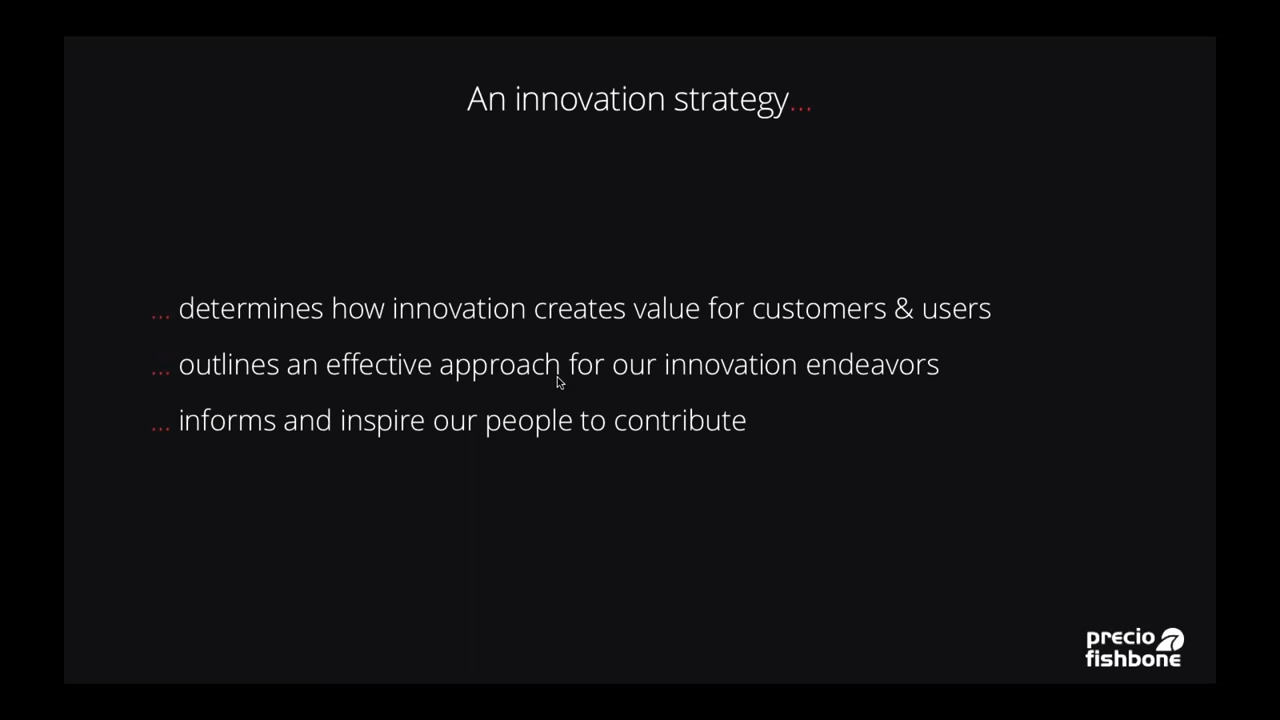 An innovation strategy...
... determines how innovation creates value for customers & users
... outlines an effective approach for our innovation endeavors
... informs and inspire our people to contribute
precio
fishbone